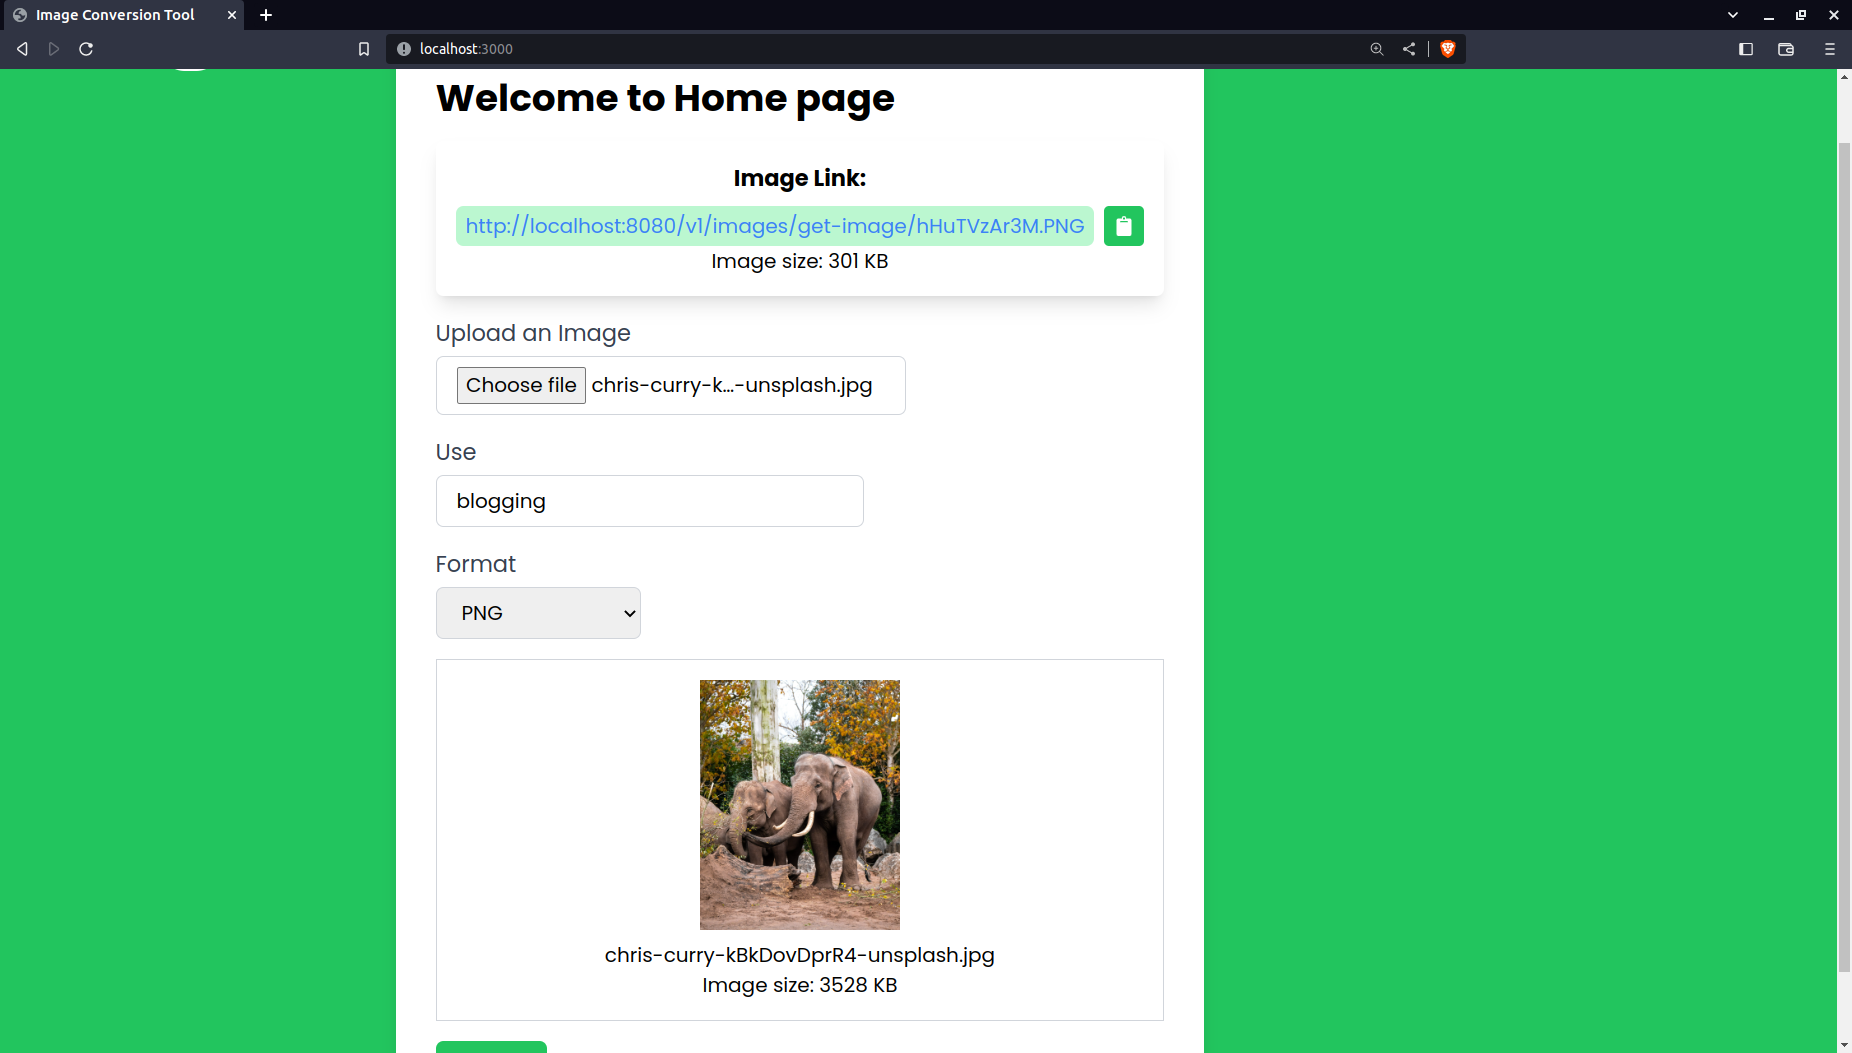 Image Conversion Tool
localhost:3000
Welcome to Home page
Image Link:
http://localhost:8080/v1/images/get-image/hHuTVzAr3M.PNG
Image size: 301 KB
Upload an Image
Choose file chris-curry-k...-unsplash.jpg
Use
blogging
Format
PNG
chris-curry-kBkDovDprR4-unsplash.jpg
Image size: 3528 KB